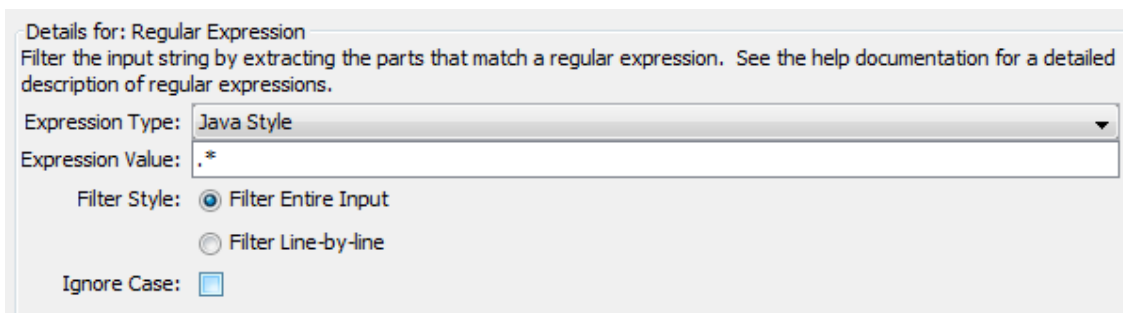 Details for: Regular Expression
Filter the input string by extracting the parts that match a regular expression.  See the help documentation for a detailed
description of regular expressions.
Expression Type: Java Style
Expression Value: .*
Filter Style: Filter Entire Input
Filter Line-by-line
Ignore Case: